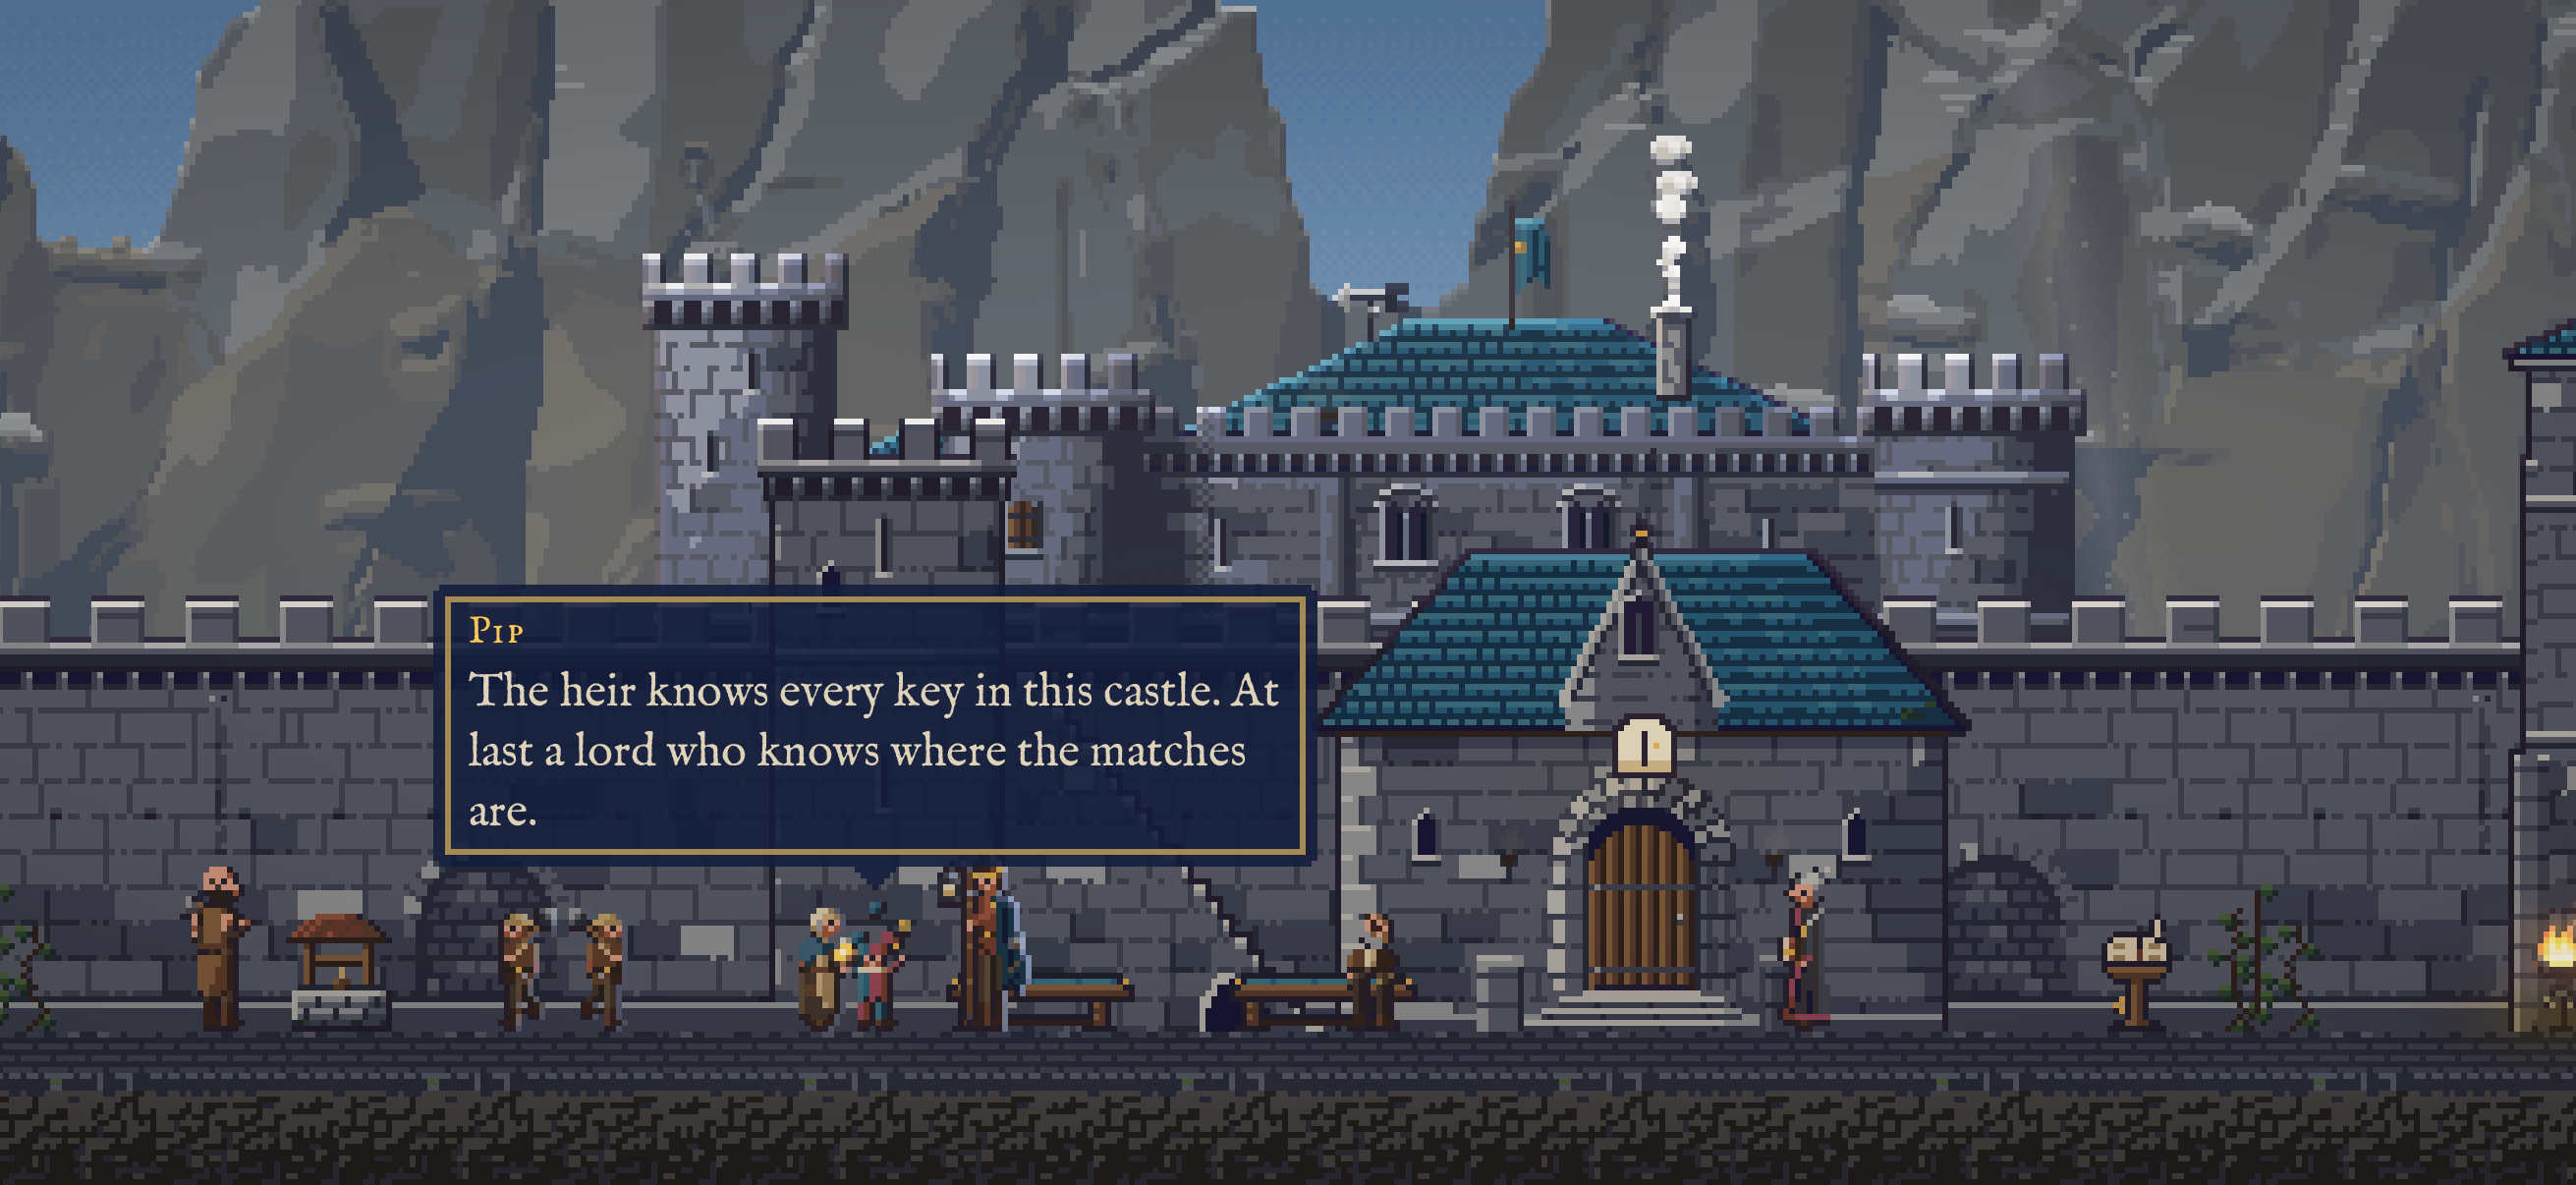 Pip
The heir knows every key in this castle. At
last a lord who knows where the matches
are.